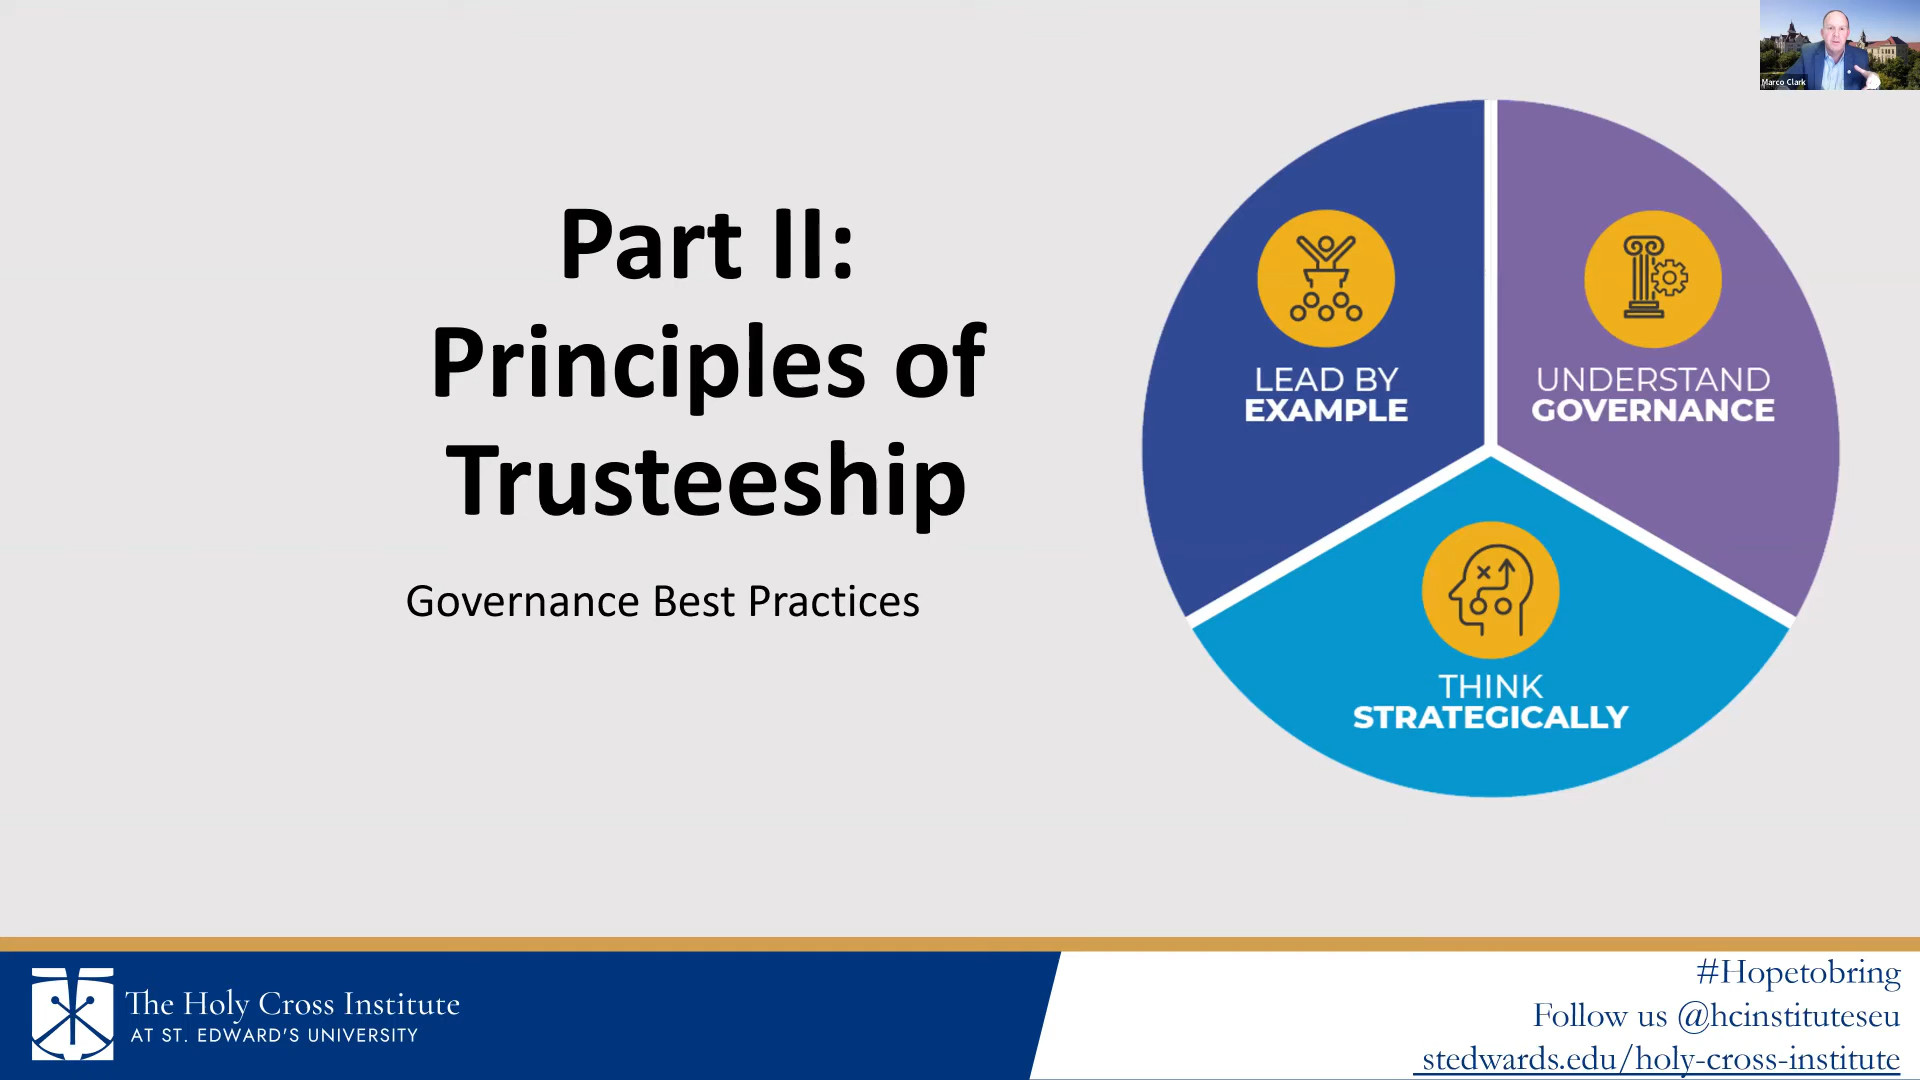 Marco Clark
Part II:
Principles of
Trusteeship
Governance Best Practices
LEAD BY
EXAMPLE
UNDERSTAND
GOVERNANCE
THINK
STRATEGICALLY
The Holy Cross Institute
AT ST. EDWARD'S UNIVERSITY
#Hopetobring
Follow us @hcinstituteseu
stedwards.edu/holy-cross-institute